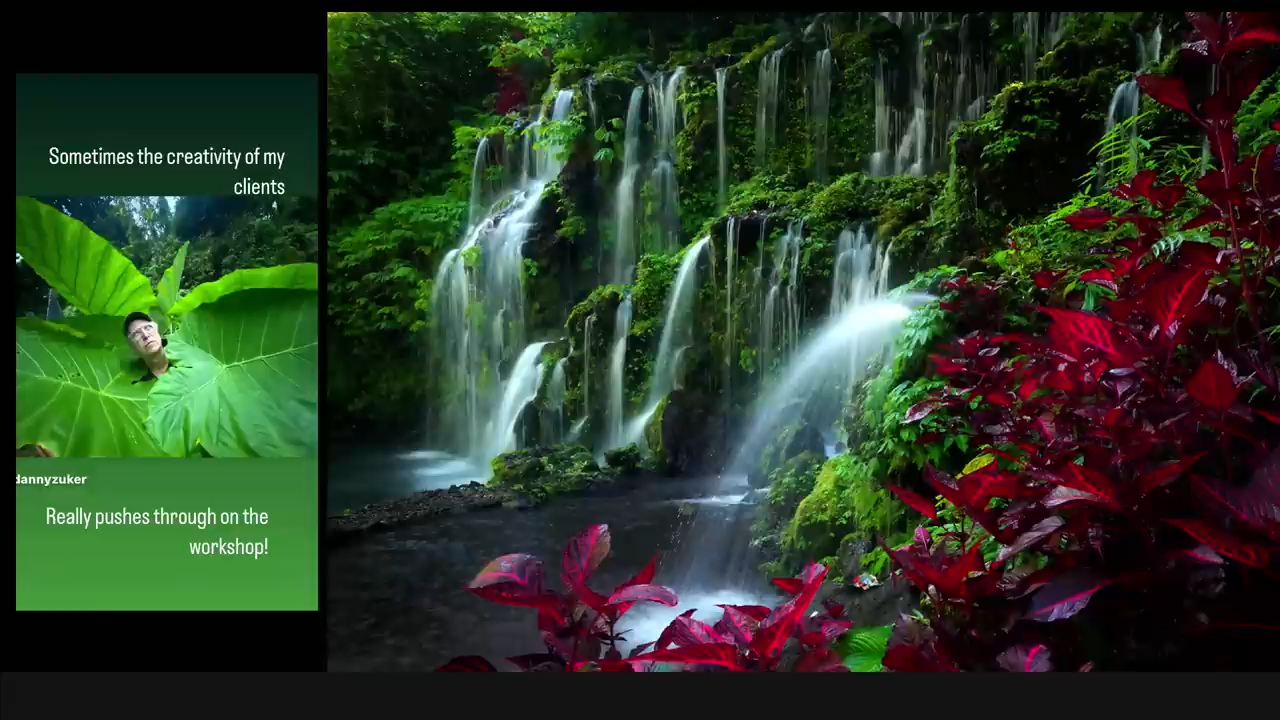 Sometimes the creativity of my
clients
dannyzuker
Really pushes through on the
workshop!